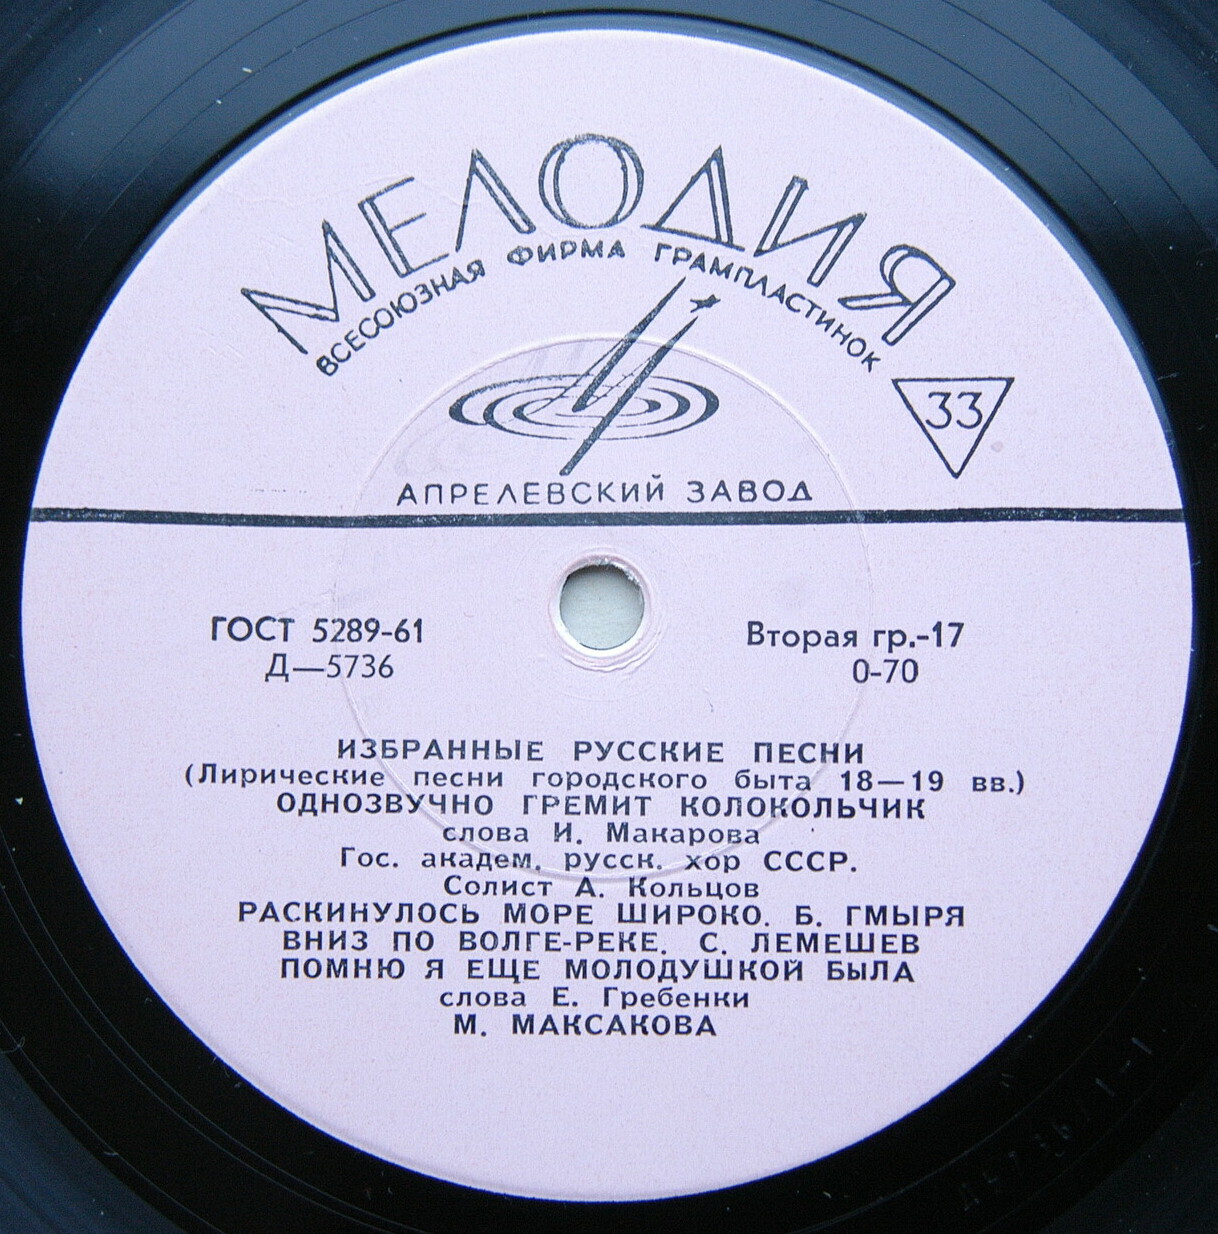 МЕЛОДИЯ
ВСЕСОЮЗНАЯ ФИРМА ГРАМПЛАСТИНОК
33
АПРЕЛЕВСКИЙ ЗАВОД
ГОСТ 5289-61
Д—5736
Вторая гр.-17
0-70
ИЗБРАННЫЕ РУССКИЕ ПЕСНИ
(Лирические песни городского быта 18—19 вв.)
ОДНОЗВУЧНО ГРЕМИТ КОЛОКОЛЬЧИК
слова И. Макарова
Гос. академ. русск. хор СССР.
Солист А. Кольцов
РАСКИНУЛОСЬ МОРЕ ШИРОКО. Б. ГМЫРЯ
ВНИЗ ПО ВОЛГЕ-РЕКЕ. С. ЛЕМЕШЕВ
ПОМНЮ Я ЕЩЕ МОЛОДУШКОЙ БЫЛА
слова Е. Гребенки
М. МАКСАКОВА